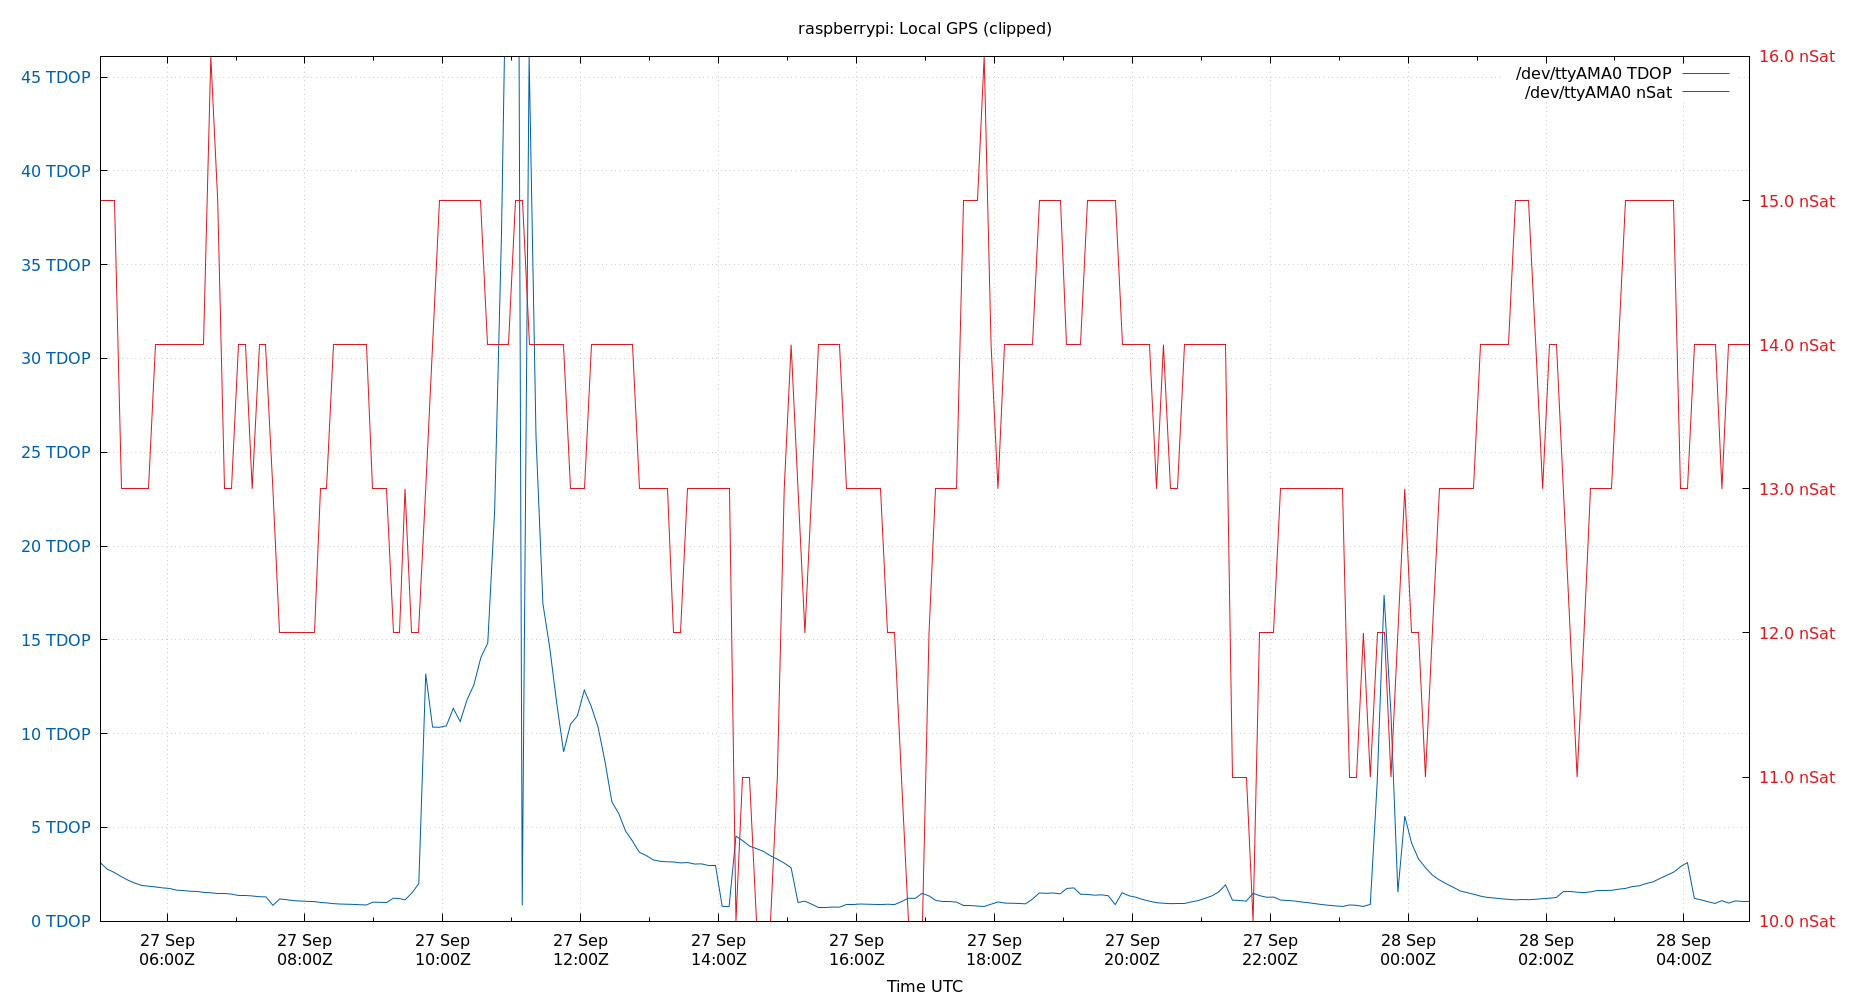 raspberrypi: Local GPS (clipped)
/dev/ttyAMA0 TDOP
/dev/ttyAMA0 nSat
45 TDOP
40 TDOP
35 TDOP
30 TDOP
25 TDOP
20 TDOP
15 TDOP
10 TDOP
5 TDOP
0 TDOP
16.0 nSat
15.0 nSat
14.0 nSat
13.0 nSat
12.0 nSat
11.0 nSat
10.0 nSat
27 Sep
06:00Z
27 Sep
08:00Z
27 Sep
10:00Z
27 Sep
12:00Z
27 Sep
14:00Z
27 Sep
16:00Z
27 Sep
18:00Z
27 Sep
20:00Z
27 Sep
22:00Z
28 Sep
00:00Z
28 Sep
02:00Z
28 Sep
04:00Z
Time UTC